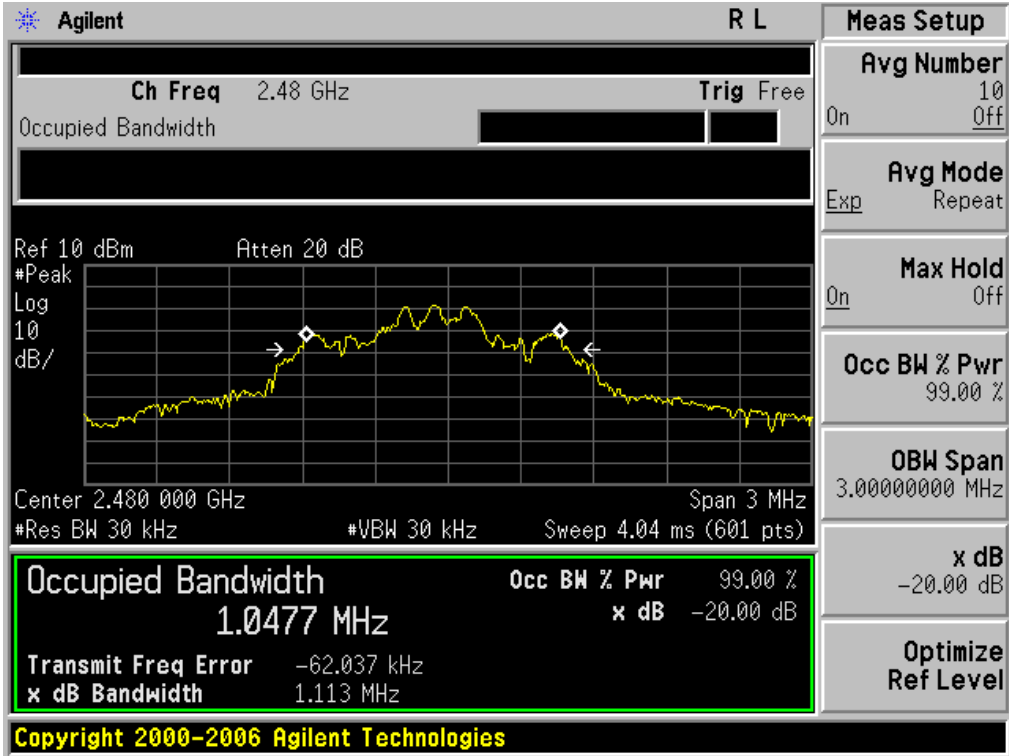 Agilent R L
Ch Freq 2.48 GHz Trig Free
Occupied Bandwidth
Ref 10 dBm Atten 20 dB
#Peak
Log
10
dB/
Center 2.480 000 GHz Span 3 MHz
#Res BW 30 kHz #VBW 30 kHz Sweep 4.04 ms (601 pts)
Occupied Bandwidth Occ BW % Pwr 99.00 %
1.0477 MHz x dB -20.00 dB
Transmit Freq Error -62.037 kHz
x dB Bandwidth 1.113 MHz
Copyright 2000-2006 Agilent Technologies
Meas Setup
Avg Number
10
On Off
Avg Mode
Exp Repeat
Max Hold
On Off
Occ BW % Pwr
99.00 %
OBW Span
3.00000000 MHz
x dB
-20.00 dB
Optimize
Ref Level